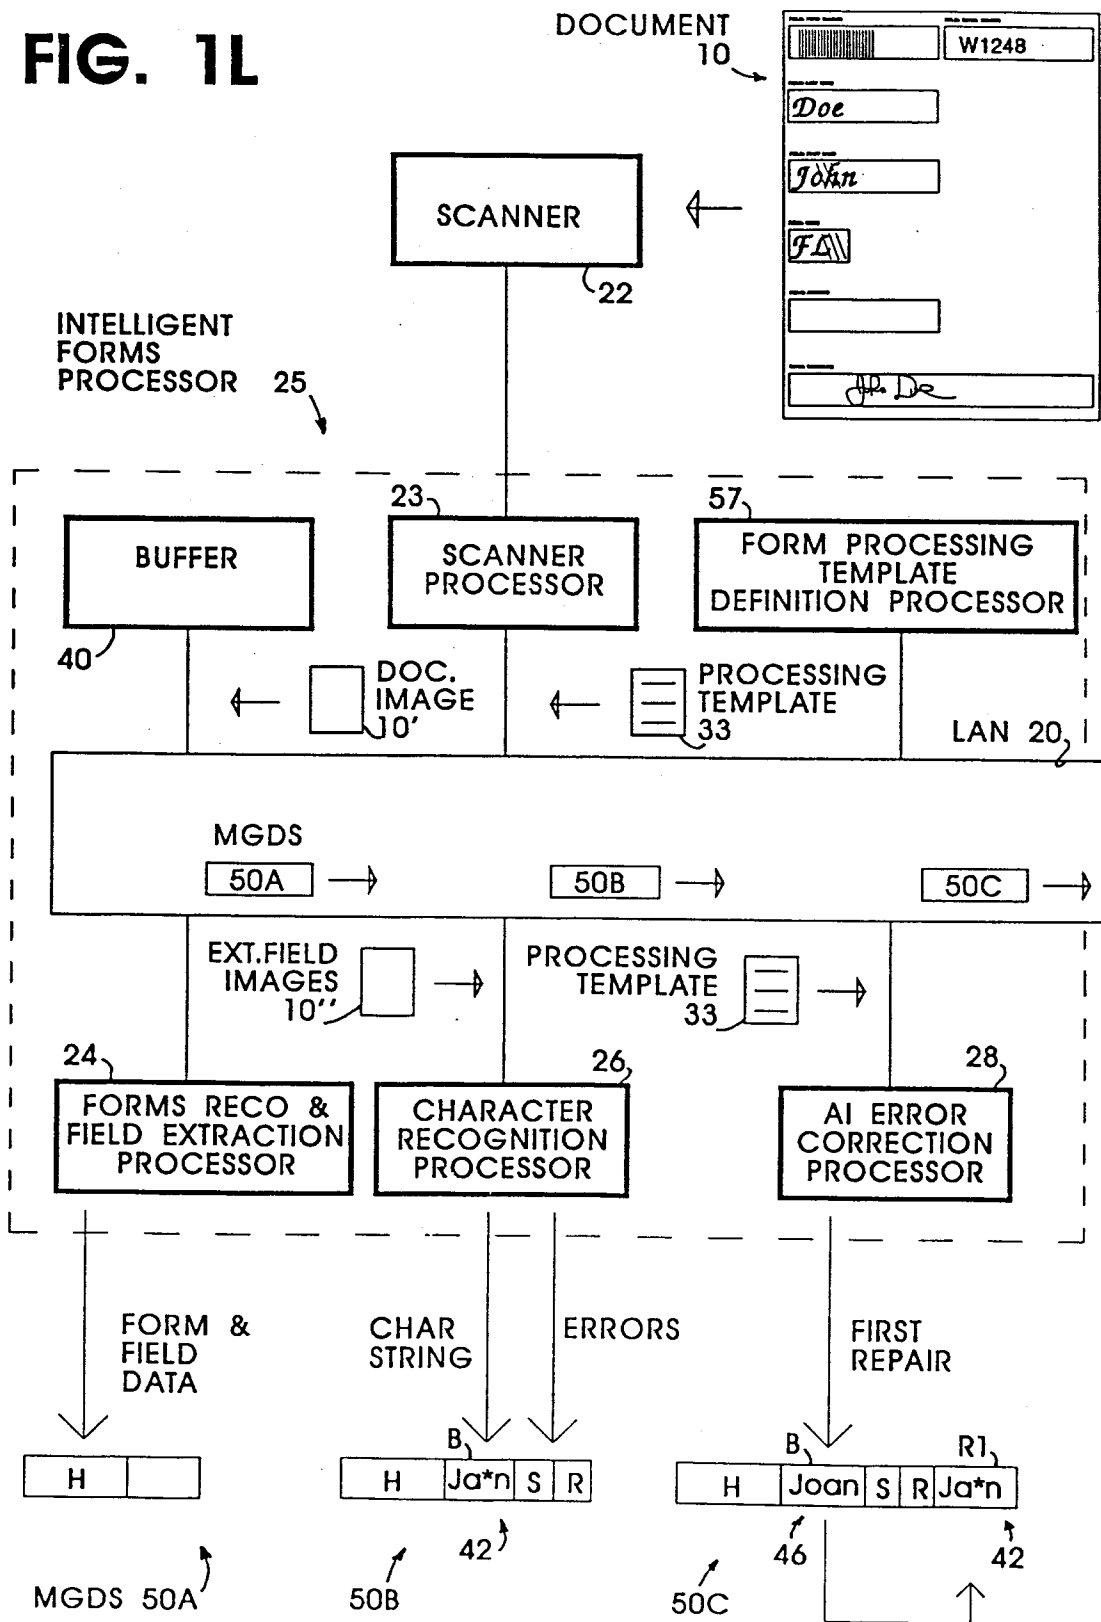 FIG. 1L
DOCUMENT
10
W1248
Doe
John
FL
SCANNER
22
INTELLIGENT
FORMS
PROCESSOR 25
BUFFER
40
23
SCANNER
PROCESSOR
57
FORM PROCESSING
TEMPLATE
DEFINITION PROCESSOR
DOC.
IMAGE
10'
PROCESSING
TEMPLATE
33
LAN 20
MGDS
50A
50B
50C
EXT.FIELD
IMAGES
10''
PROCESSING
TEMPLATE
33
24
FORMS RECO &
FIELD EXTRACTION
PROCESSOR
26
CHARACTER
RECOGNITION
PROCESSOR
28
AI ERROR
CORRECTION
PROCESSOR
FORM &
FIELD
DATA
CHAR
STRING
ERRORS
FIRST
REPAIR
H
B
H Ja*n S R
B R1
H Joan S R Ja*n
42
46
42
MGDS 50A
50B
50C